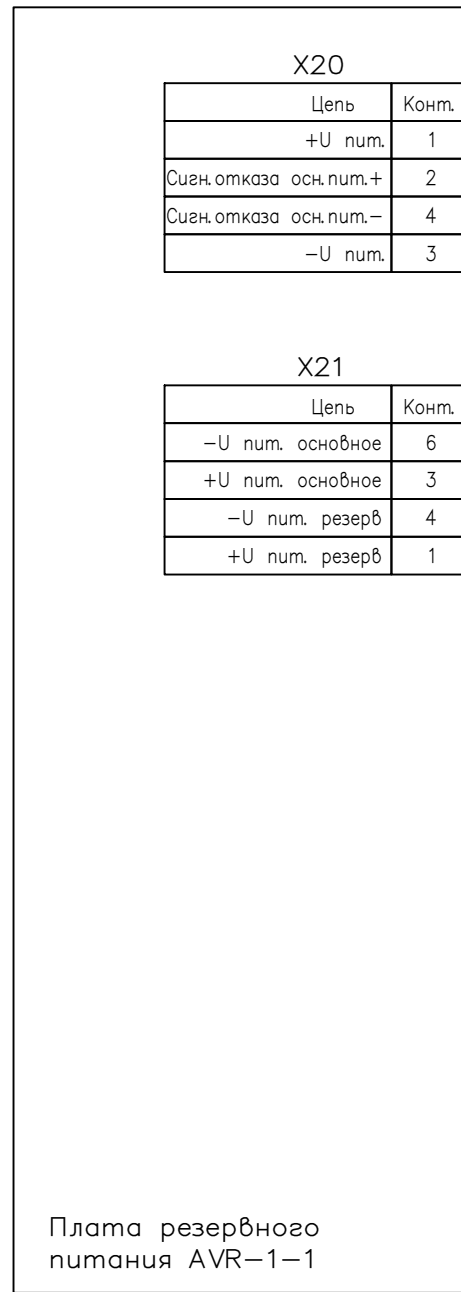 X20
Цепь Конт.
+U пит. 1
Сигн.отказа осн.пит.+ 2
Сигн.отказа осн.пит.− 4
−U пит. 3
X21
Цепь Конт.
−U пит. основное 6
+U пит. основное 3
−U пит. резерв 4
+U пит. резерв 1
Плата резервного
питания AVR−1−1